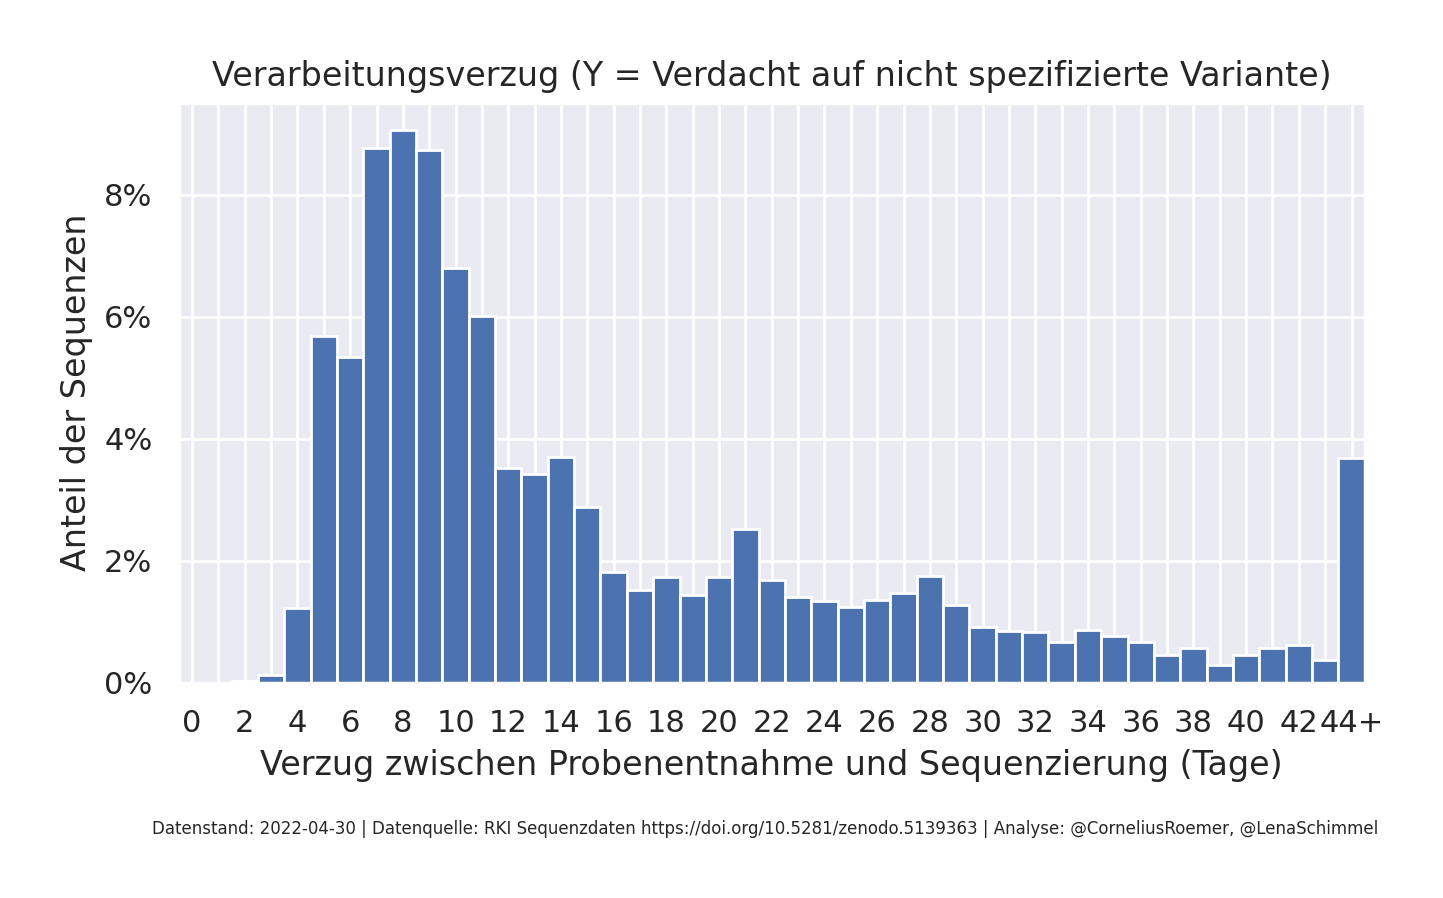 Verarbeitungsverzug (Y = Verdacht auf nicht spezifizierte Variante)
Anteil der Sequenzen
8%
6%
4%
2%
0%
0 2 4 6 8 10 12 14 16 18 20 22 24 26 28 30 32 34 36 38 40 42 44+
Verzug zwischen Probenentnahme und Sequenzierung (Tage)
Datenstand: 2022-04-30 | Datenquelle: RKI Sequenzdaten https://doi.org/10.5281/zenodo.5139363 | Analyse: @CorneliusRoemer, @LenaSchimmel